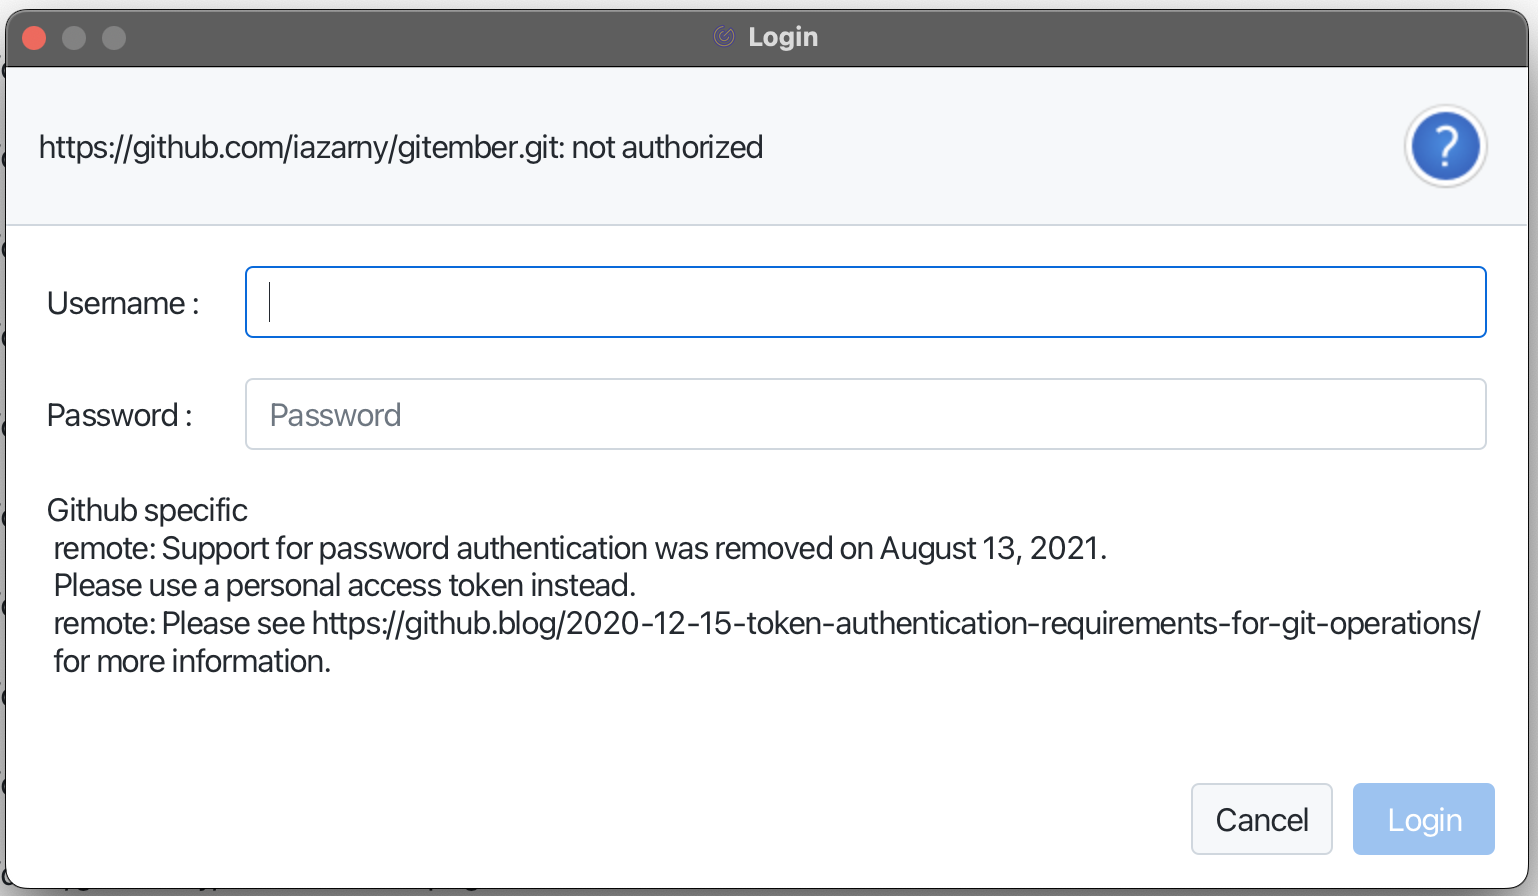 Login
https://github.com/iazarny/gitember.git: not authorized
?
Username :
Password :
Password
Github specific
remote: Support for password authentication was removed on August 13, 2021.
Please use a personal access token instead.
remote: Please see https://github.blog/2020-12-15-token-authentication-requirements-for-git-operations/
for more information.
Cancel
Login